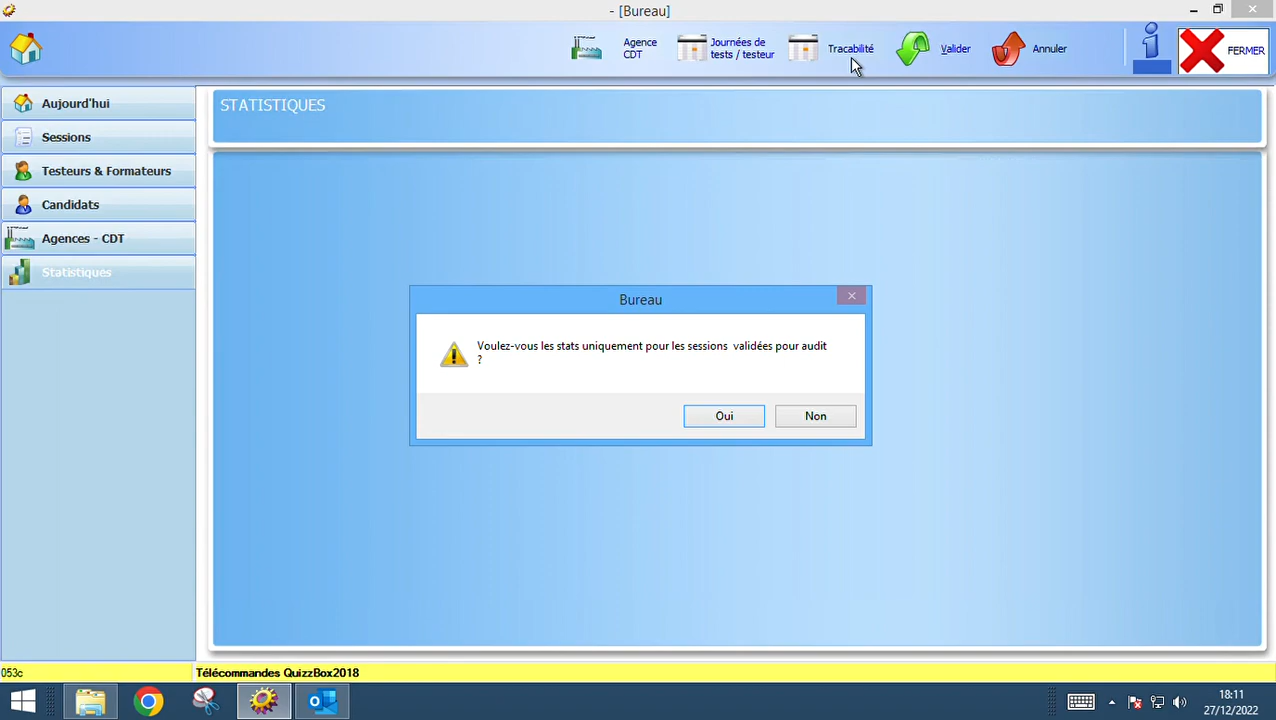 - [Bureau]
Agence
CDT
Journées de
tests / testeur
Tracabilité
Valider
Annuler
FERMER
Aujourd'hui
Sessions
Testeurs & Formateurs
Candidats
Agences - CDT
Statistiques
STATISTIQUES
Bureau
Voulez-vous les stats uniquement pour les sessions  validées pour audit
?
Oui
Non
053c
Télécommandes QuizzBox2018
18:11
27/12/2022